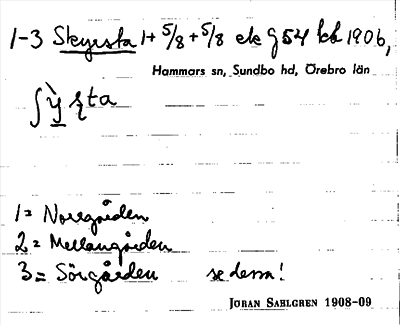 1-3 Skyrsta 1+ 5/8 + 5/8 ek g 54 kb 1906,
Hammars sn, Sundbo hd, Örebro län
1 = Norrgården
2 = Mellangården
3 = Sörgården se dessa!
JÖRAN SAHLGREN 1908-09